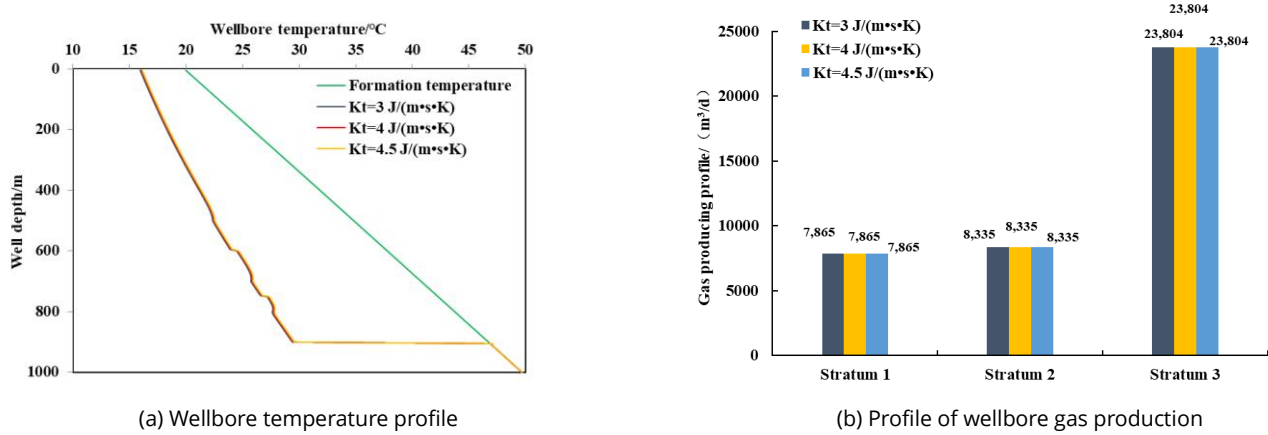 Wellbore temperature/°C
10 15 20 25 30 35 40 45 50
0
200
400
600
800
1000
Well depth/m
Formation temperature
Kt=3 J/(m•s•K)
Kt=4 J/(m•s•K)
Kt=4.5 J/(m•s•K)
(a) Wellbore temperature profile
Kt=3 J/(m•s•K)
Kt=4 J/(m•s•K)
Kt=4.5 J/(m•s•K)
Gas producing profile/（m³/d）
25000
20000
15000
10000
5000
0
7,865 7,865 7,865
8,335 8,335 8,335
23,804
23,804 23,804
Stratum 1 Stratum 2 Stratum 3
(b) Profile of wellbore gas production